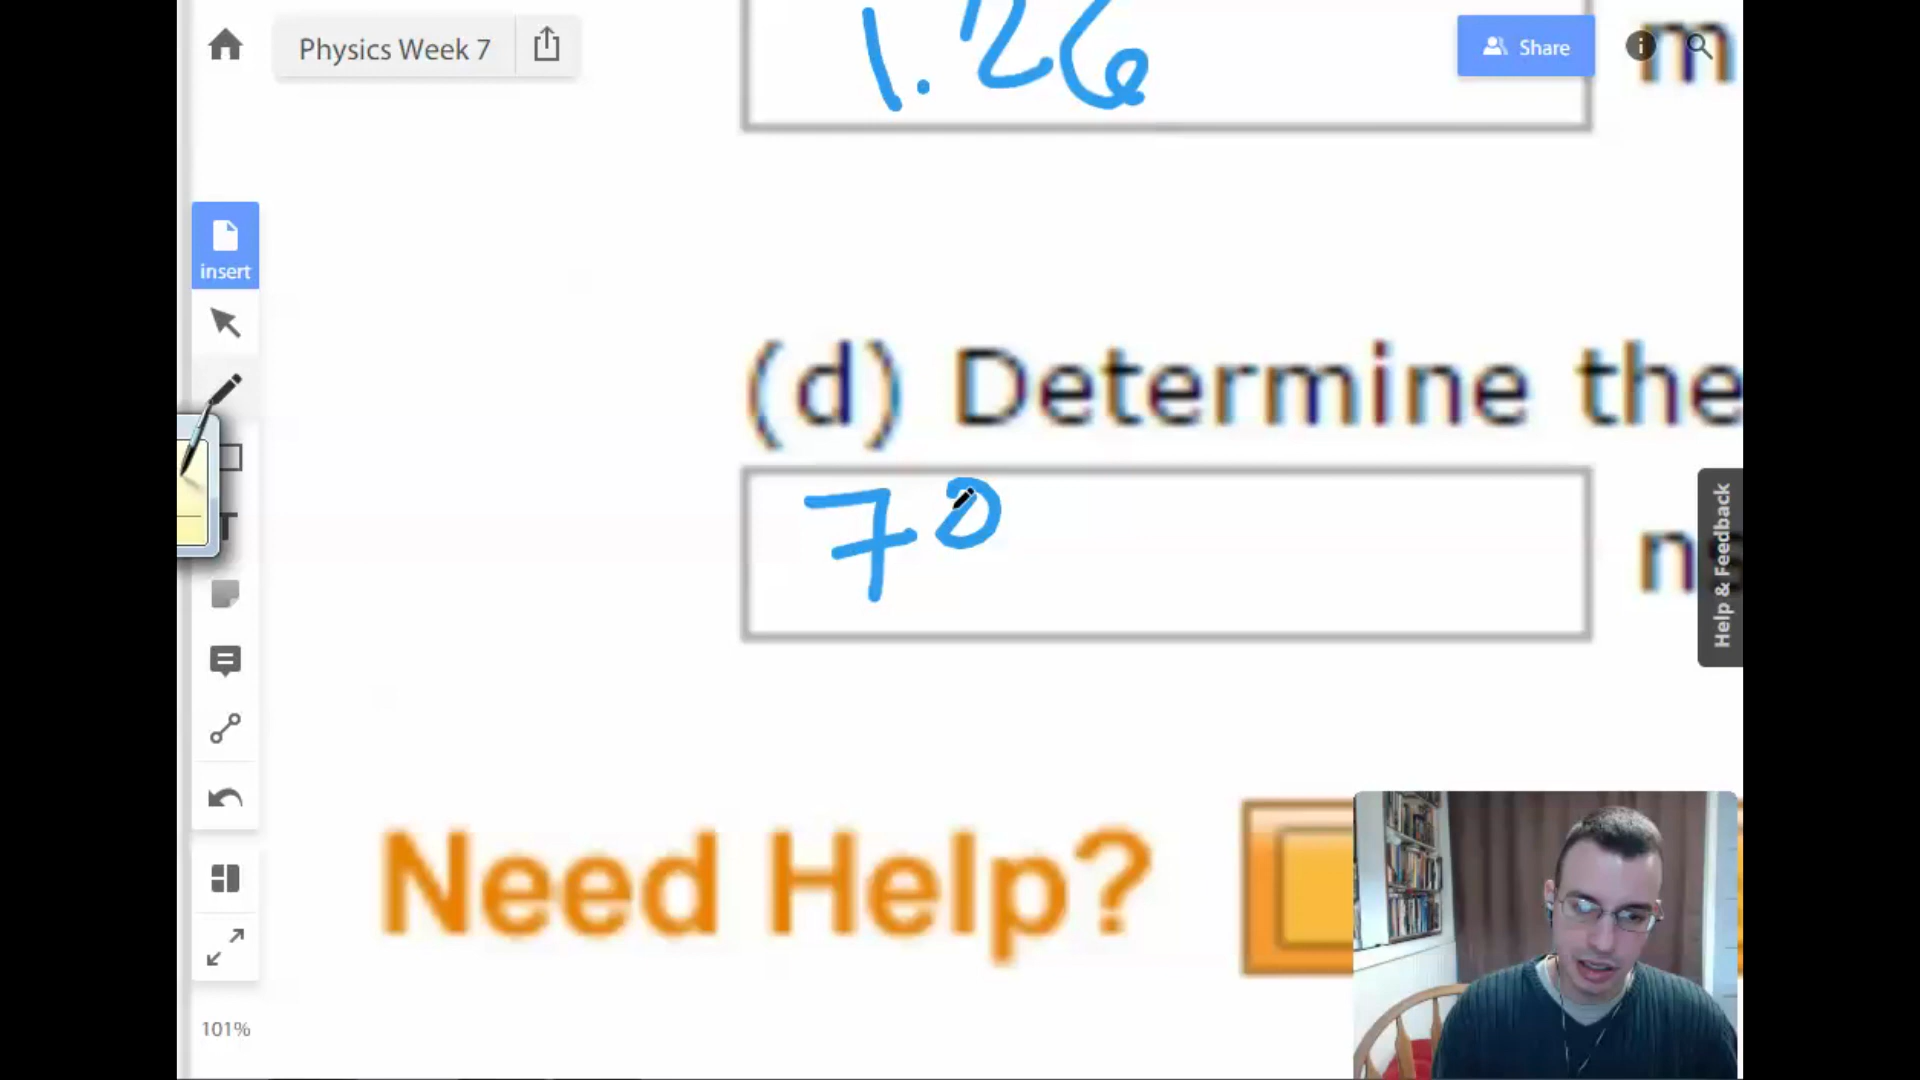 Physics Week 7
1.26
m
Share
insert
(d) Determine the
70
Help & Feedback
Need Help?
101%